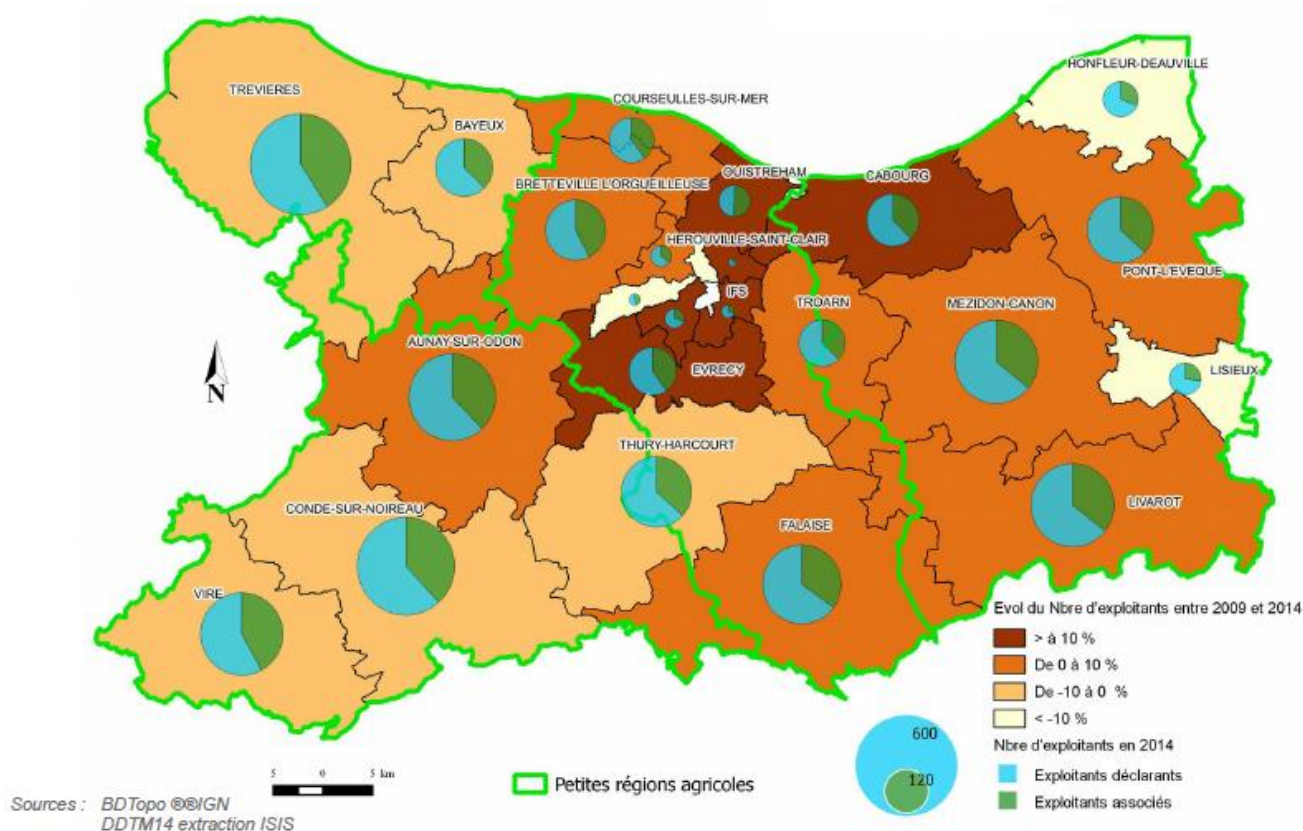 HONFLEUR-DEAUVILLE
TREVIERES
COURSEULLES-SUR-MER
BAYEUX
OUISTREHAM
CABOURG
BRETTEVILLE L'ORGUEILLEUSE
HEROUVILLE-SAINT-CLAIR
PONT-L'EVEQUE
IFS
TROARN
MEZIDON-CANON
AUNAY-SUR-ODON
EVRECY
LISIEUX
N
THURY-HARCOURT
CONDE-SUR-NOIREAU
LIVAROT
FALAISE
VIRE
Evol du Nbre d'exploitants entre 2009 et 2014
> à 10 %
De 0 à 10 %
De -10 à 0 %
< -10 %
Nbre d'exploitants en 2014
Exploitants déclarants
Exploitants associés
600
120
5 0 5 km
Petites régions agricoles
Sources : BDTopo ®®IGN
DDTM14 extraction ISIS